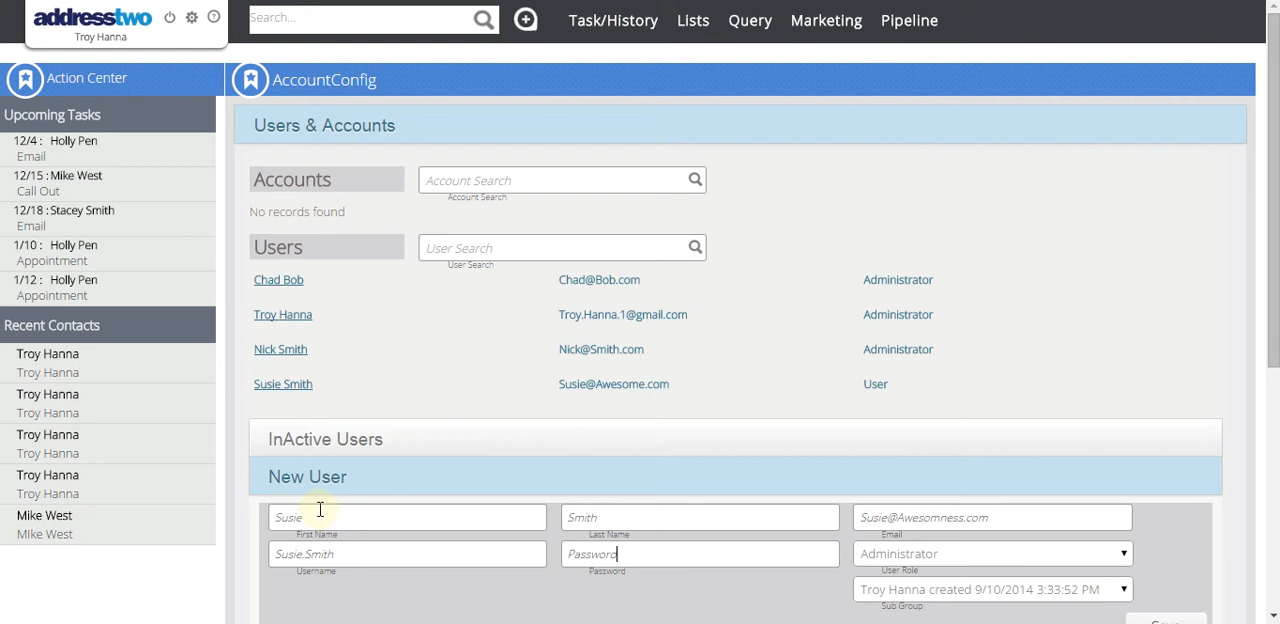 addresstwo
Troy Hanna
Search...
Task/History
Lists
Query
Marketing
Pipeline
Action Center
Upcoming Tasks
12/4 : Holly Pen
Email
12/15 : Mike West
Call Out
12/18 : Stacey Smith
Email
1/10 : Holly Pen
Appointment
1/12 : Holly Pen
Appointment
Recent Contacts
Troy Hanna
Troy Hanna
Troy Hanna
Troy Hanna
Troy Hanna
Troy Hanna
Troy Hanna
Troy Hanna
Mike West
MIke West
AccountConfig
Users & Accounts
Accounts
Account Search
Account Search
No records found
Users
User Search
User Search
Chad Bob Chad@Bob.com Administrator
Troy Hanna Troy.Hanna.1@gmail.com Administrator
Nick Smith Nick@Smith.com Administrator
Susie Smith Susie@Awesome.com User
InActive Users
New User
Susie Smith Susie@Awesomness.com
First Name Last Name Email
Susie.Smith Password Administrator
Username Password User Role
Troy Hanna created 9/10/2014 3:33:52 PM
Sub Group